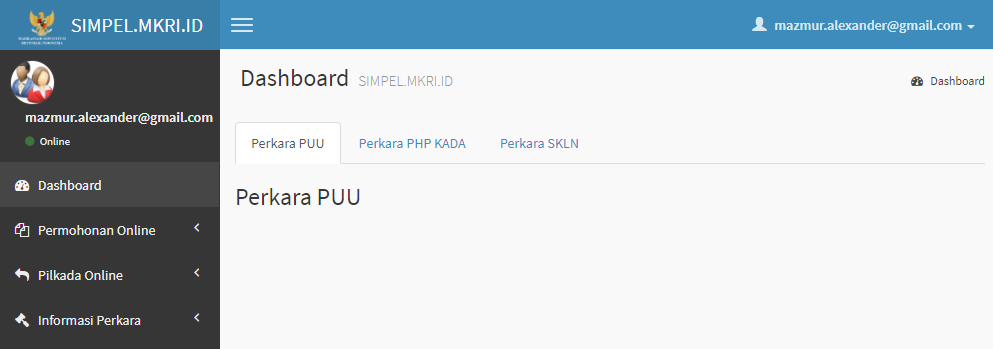 SIMPEL.MKRI.ID
mazmur.alexander@gmail.com
mazmur.alexander@gmail.com
Online
Dashboard
Permohonan Online
Pilkada Online
Informasi Perkara
Dashboard SIMPEL.MKRI.ID
Dashboard
Perkara PUU Perkara PHP KADA Perkara SKLN
Perkara PUU